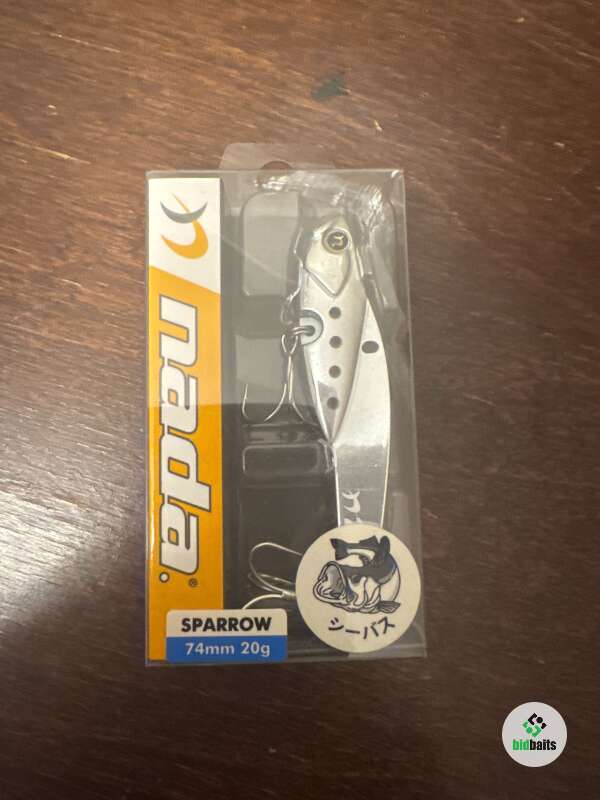 nada.
®
SPARROW
74mm 20g
シーバス
bidbaits